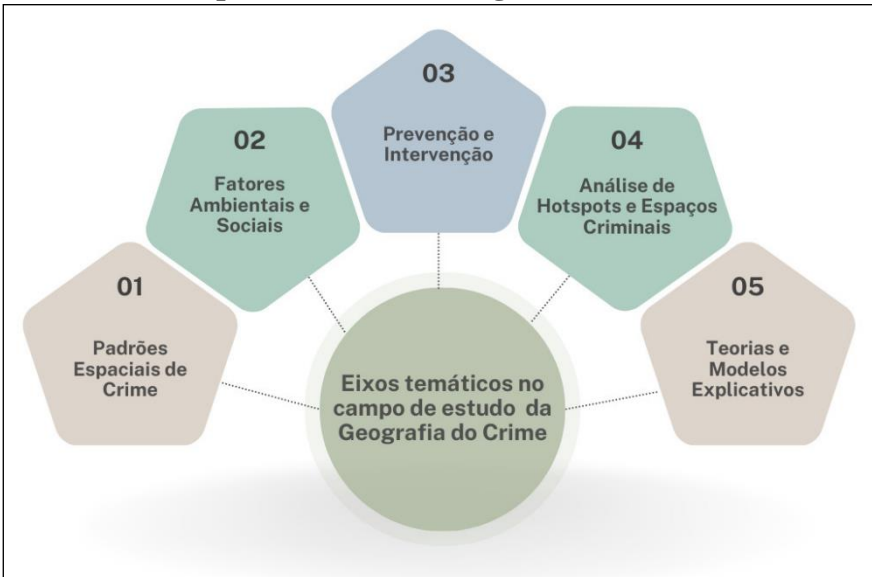 01
Padrões
Espaciais de
Crime
02
Fatores
Ambientais e
Sociais
03
Prevenção e
Intervenção
04
Análise de
Hotspots e Espaços
Criminais
05
Teorias e
Modelos
Explicativos
Eixos temáticos no
campo de estudo da
Geografia do Crime